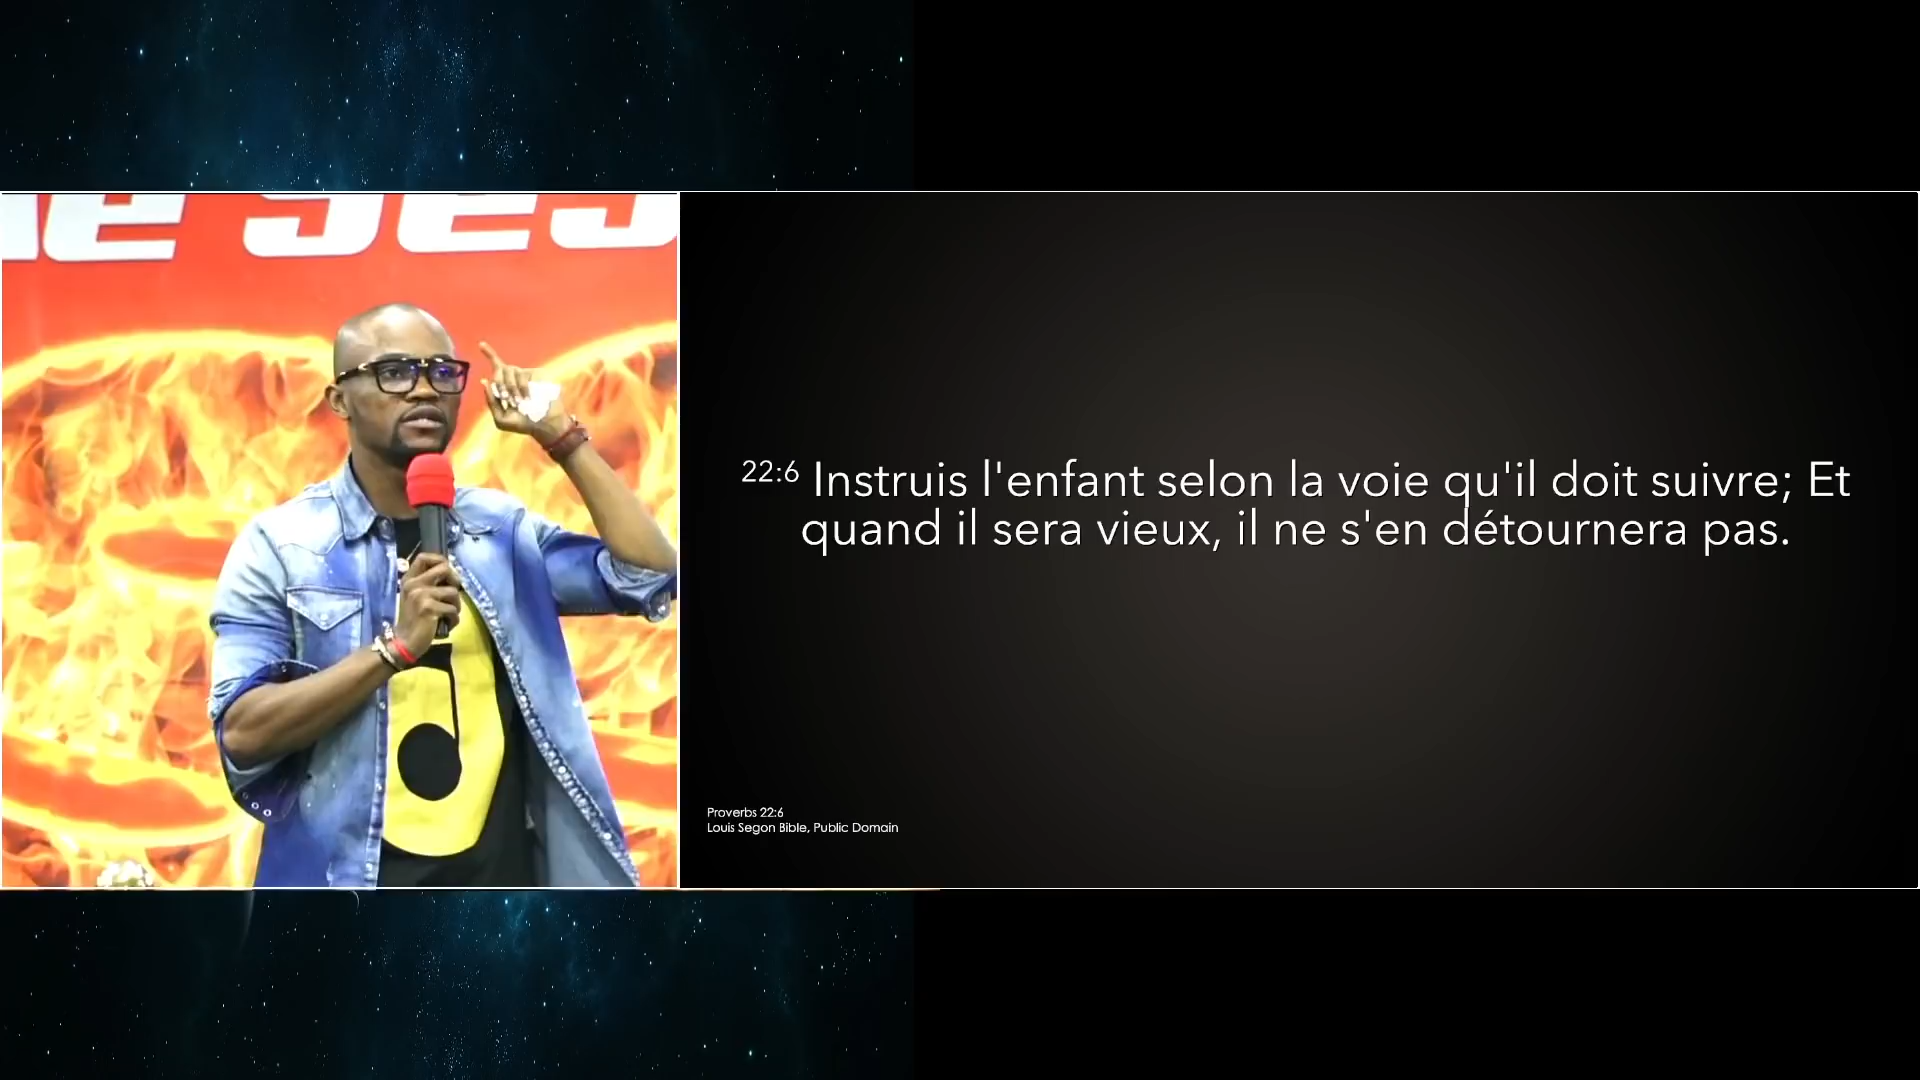 22:6 Instruis l'enfant selon la voie qu'il doit suivre; Et
quand il sera vieux, il ne s'en détournera pas.
Proverbs 22:6
Louis Segon Bible, Public Domain